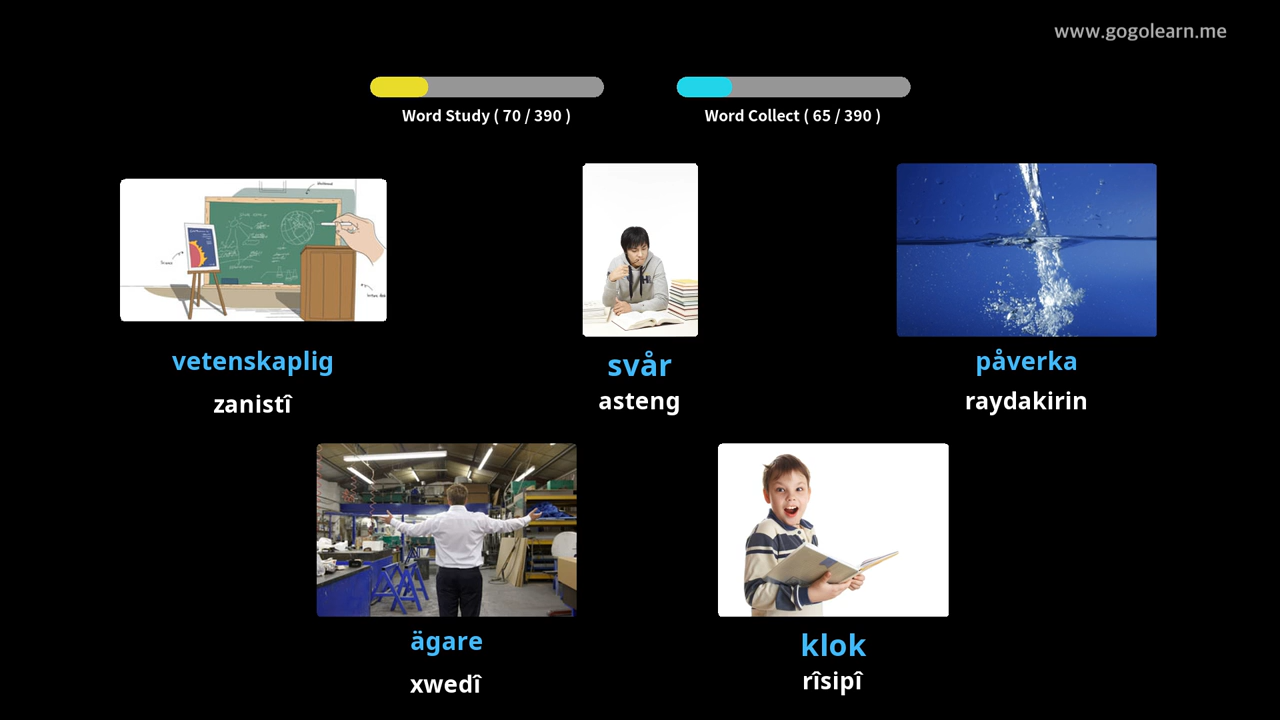 www.gogolearn.me
Word Study ( 70 / 390 )
Word Collect ( 65 / 390 )
vetenskaplig
zanistî
svår
asteng
påverka
raydakirin
ägare
xwedî
klok
rîsipî